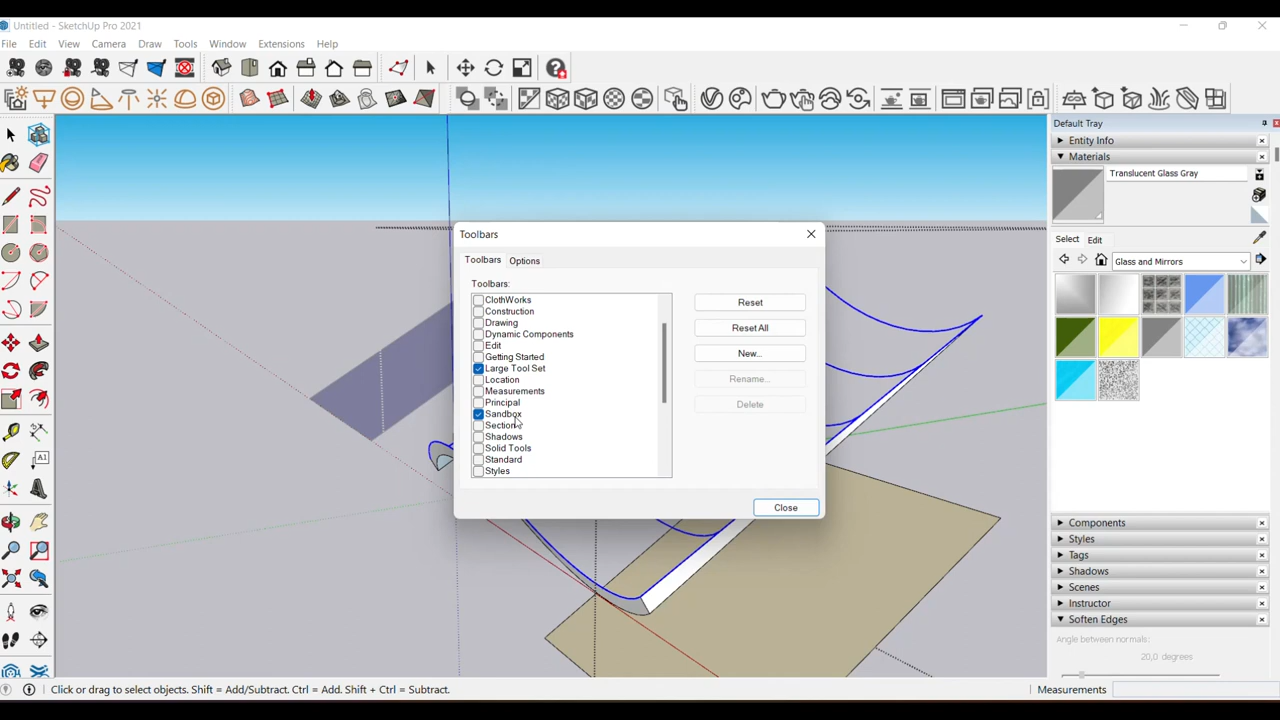 Untitled - SketchUp Pro 2021
File Edit View Camera Draw Tools Window Extensions Help
Default Tray
Entity Info
Materials
Translucent Glass Gray
Select Edit
Glass and Mirrors
Toolbars
Toolbars Options
Toolbars:
ClothWorks
Construction
Drawing
Dynamic Components
Edit
Getting Started
Large Tool Set
Location
Measurements
Principal
Sandbox
Sections
Shadows
Solid Tools
Standard
Styles
Reset
Reset All
New...
Rename...
Delete
Close
A1
Components
Styles
Tags
Shadows
Scenes
Instructor
Soften Edges
Angle between normals:
20,0 degrees
Click or drag to select objects. Shift = Add/Subtract. Ctrl = Add. Shift + Ctrl = Subtract.
Measurements